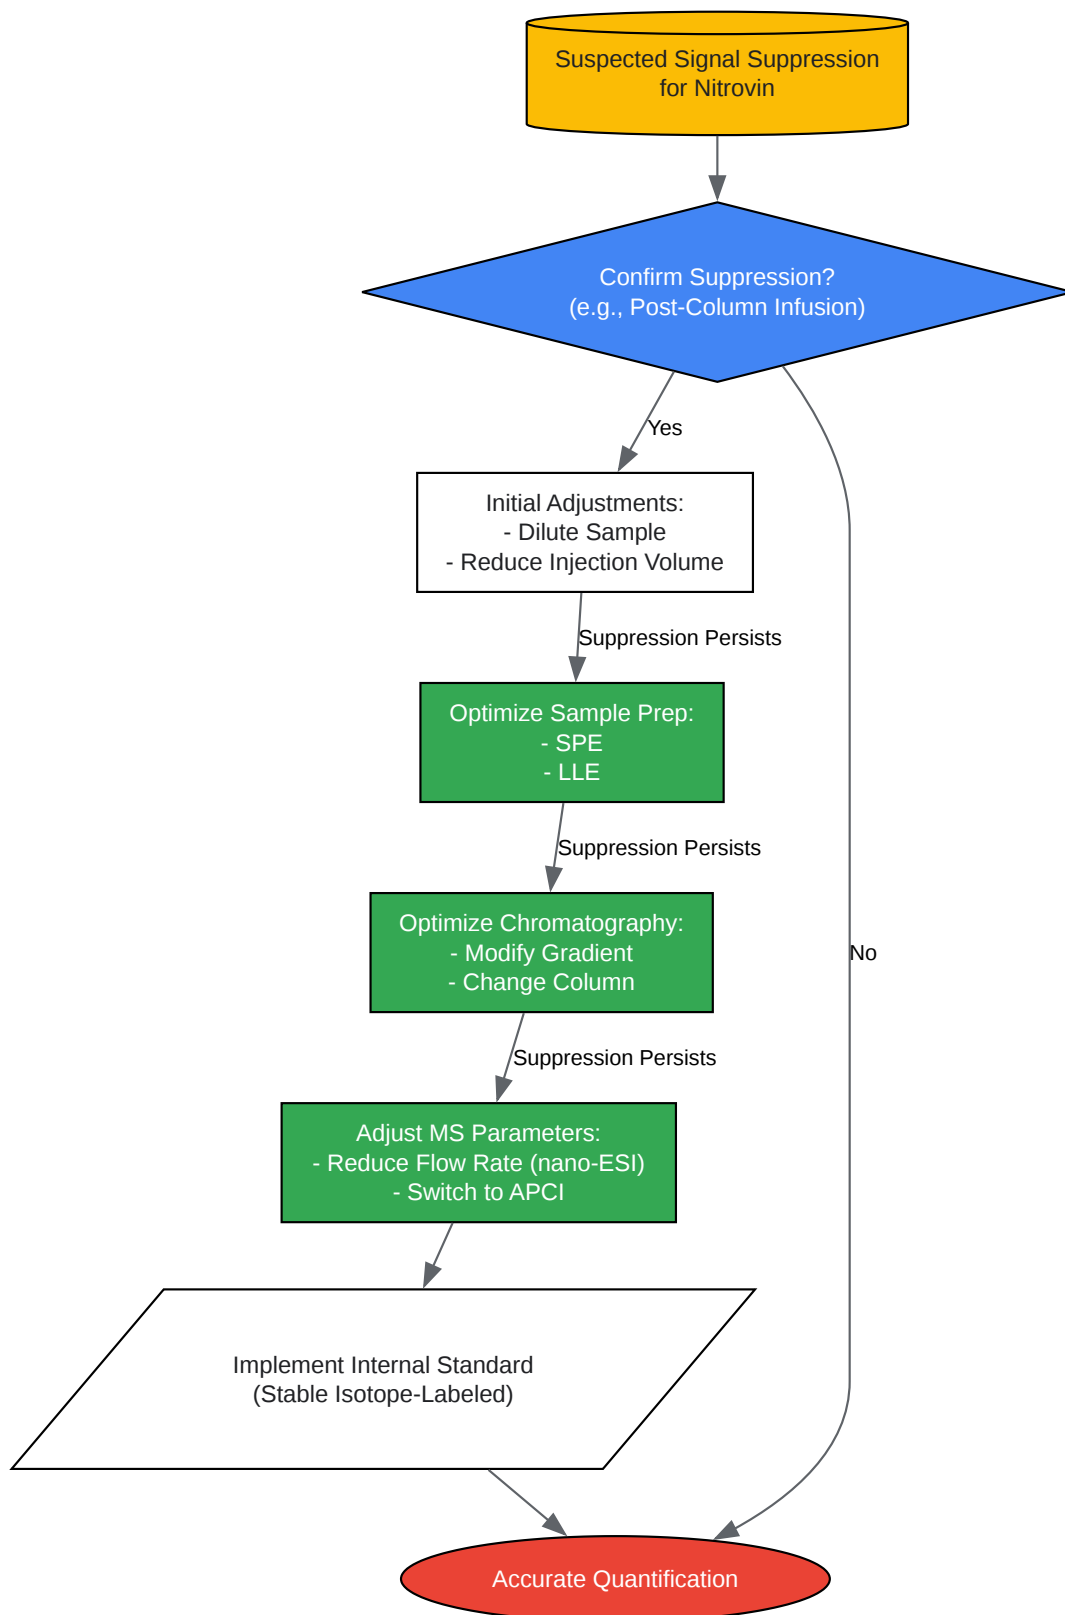 Suspected Signal Suppression
for Nitrovin
Confirm Suppression?
(e.g., Post-Column Infusion)
Yes
Initial Adjustments:
- Dilute Sample
- Reduce Injection Volume
Suppression Persists
Optimize Sample Prep:
- SPE
- LLE
Suppression Persists
Optimize Chromatography:
- Modify Gradient
- Change Column
No
Suppression Persists
Adjust MS Parameters:
- Reduce Flow Rate (nano-ESI)
- Switch to APCI
Implement Internal Standard
(Stable Isotope-Labeled)
Accurate Quantification